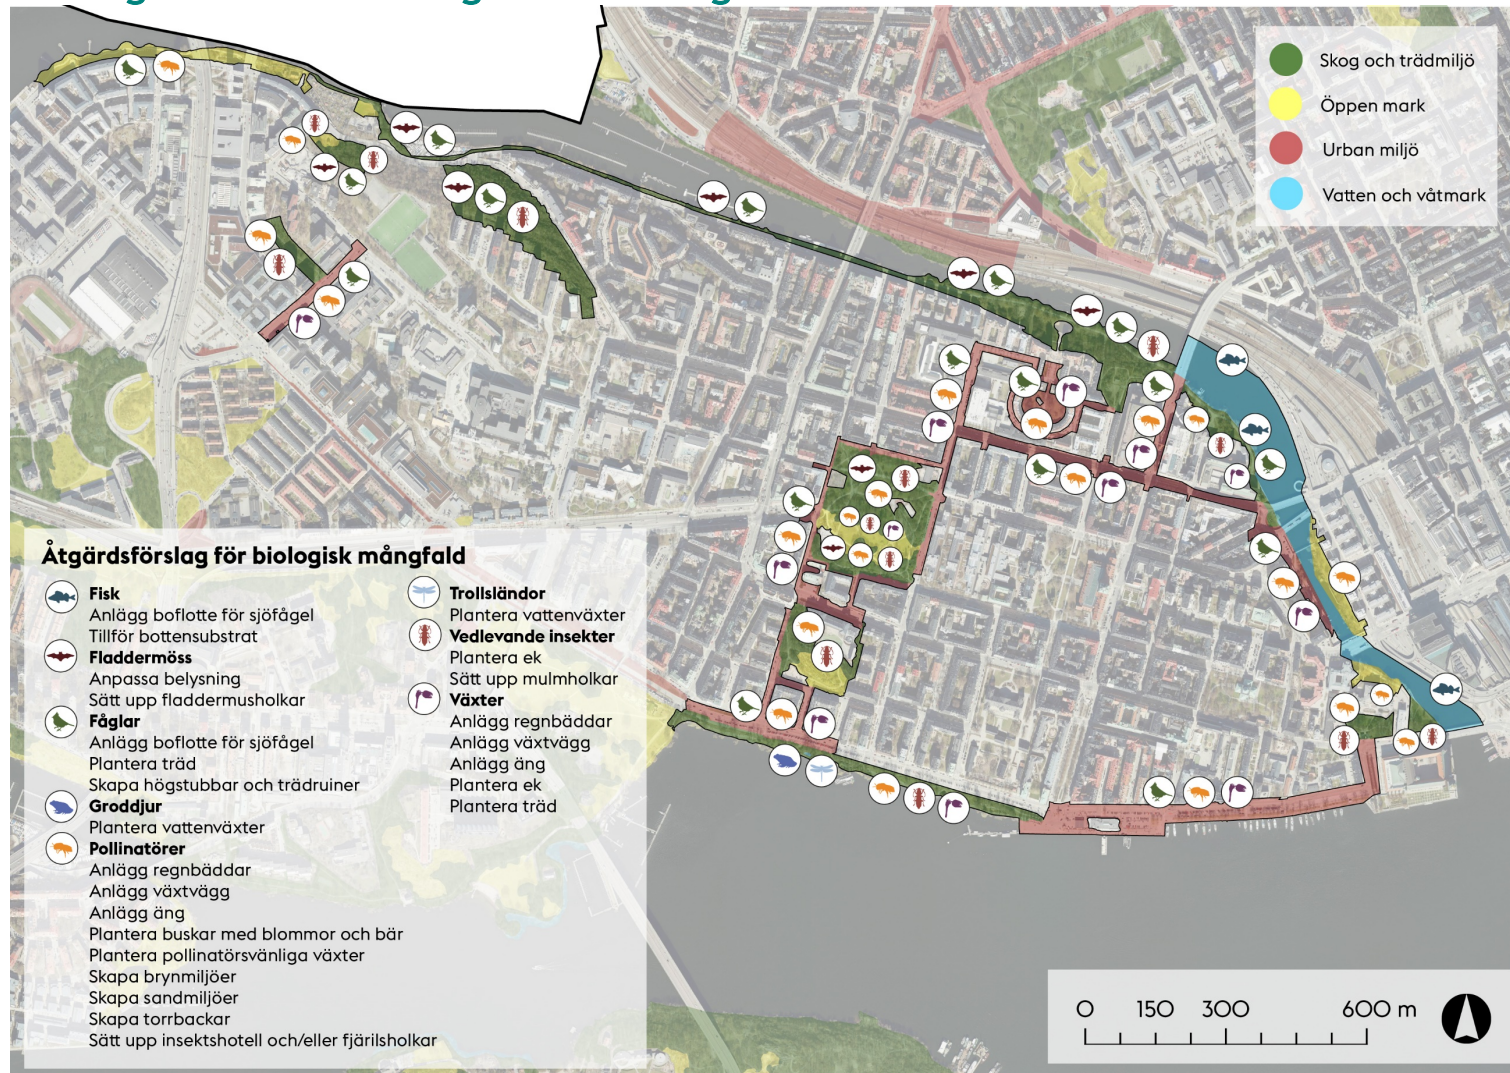 Skog och trädmiljö
Öppen mark
Urban miljö
Vatten och våtmark
Åtgärdsförslag för biologisk mångfald
Fisk
Anlägg boflotte för sjöfågel
Tillför bottensubstrat
Fladdermöss
Anpassa belysning
Sätt upp fladdermusholkar
Fåglar
Anlägg boflotte för sjöfågel
Plantera träd
Skapa högstubbar och trädruiner
Groddjur
Plantera vattenväxter
Pollinatörer
Anlägg regnbäddar
Anlägg växtvägg
Anlägg äng
Plantera buskar med blommor och bär
Plantera pollinatörsvänliga växter
Skapa brynmiljöer
Skapa sandmiljöer
Skapa torrbackar
Sätt upp insektshotell och/eller fjärilsholkar
Trollsländor
Plantera vattenväxter
Vedlevande insekter
Plantera ek
Sätt upp mulmholkar
Växter
Anlägg regnbäddar
Anlägg växtvägg
Anlägg äng
Plantera ek
Plantera träd
0 150 300 600 m